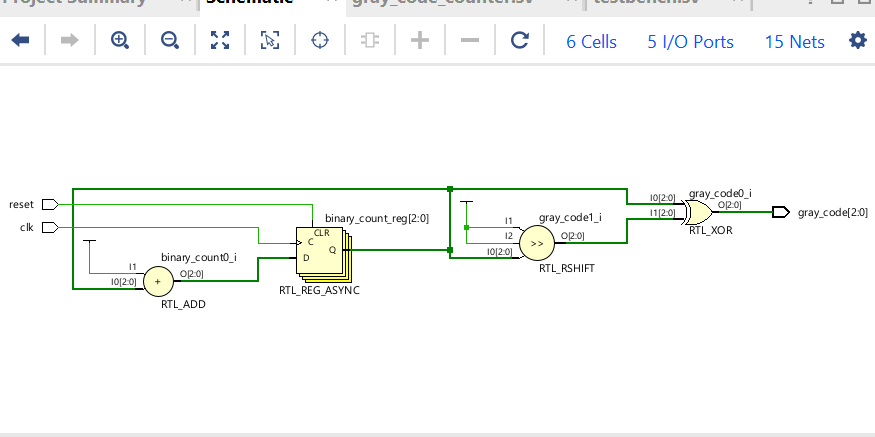 Project Summary
Schematic
gray_code_counter.sv
testbench.sv
6 Cells
5 I/O Ports
15 Nets
reset
clk
I1
I0[2:0]
binary_count0_i
+
O[2:0]
RTL_ADD
binary_count_reg[2:0]
CLR
C
D
Q
RTL_REG_ASYNC
gray_code1_i
I1
I2
I0[2:0]
>>
O[2:0]
RTL_RSHIFT
gray_code0_i
I0[2:0]
I1[2:0]
O[2:0]
RTL_XOR
gray_code[2:0]